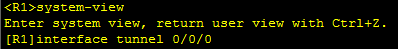 <R1>system-view
Enter system view, return user view with Ctrl+Z.
[R1]interface tunnel 0/0/0